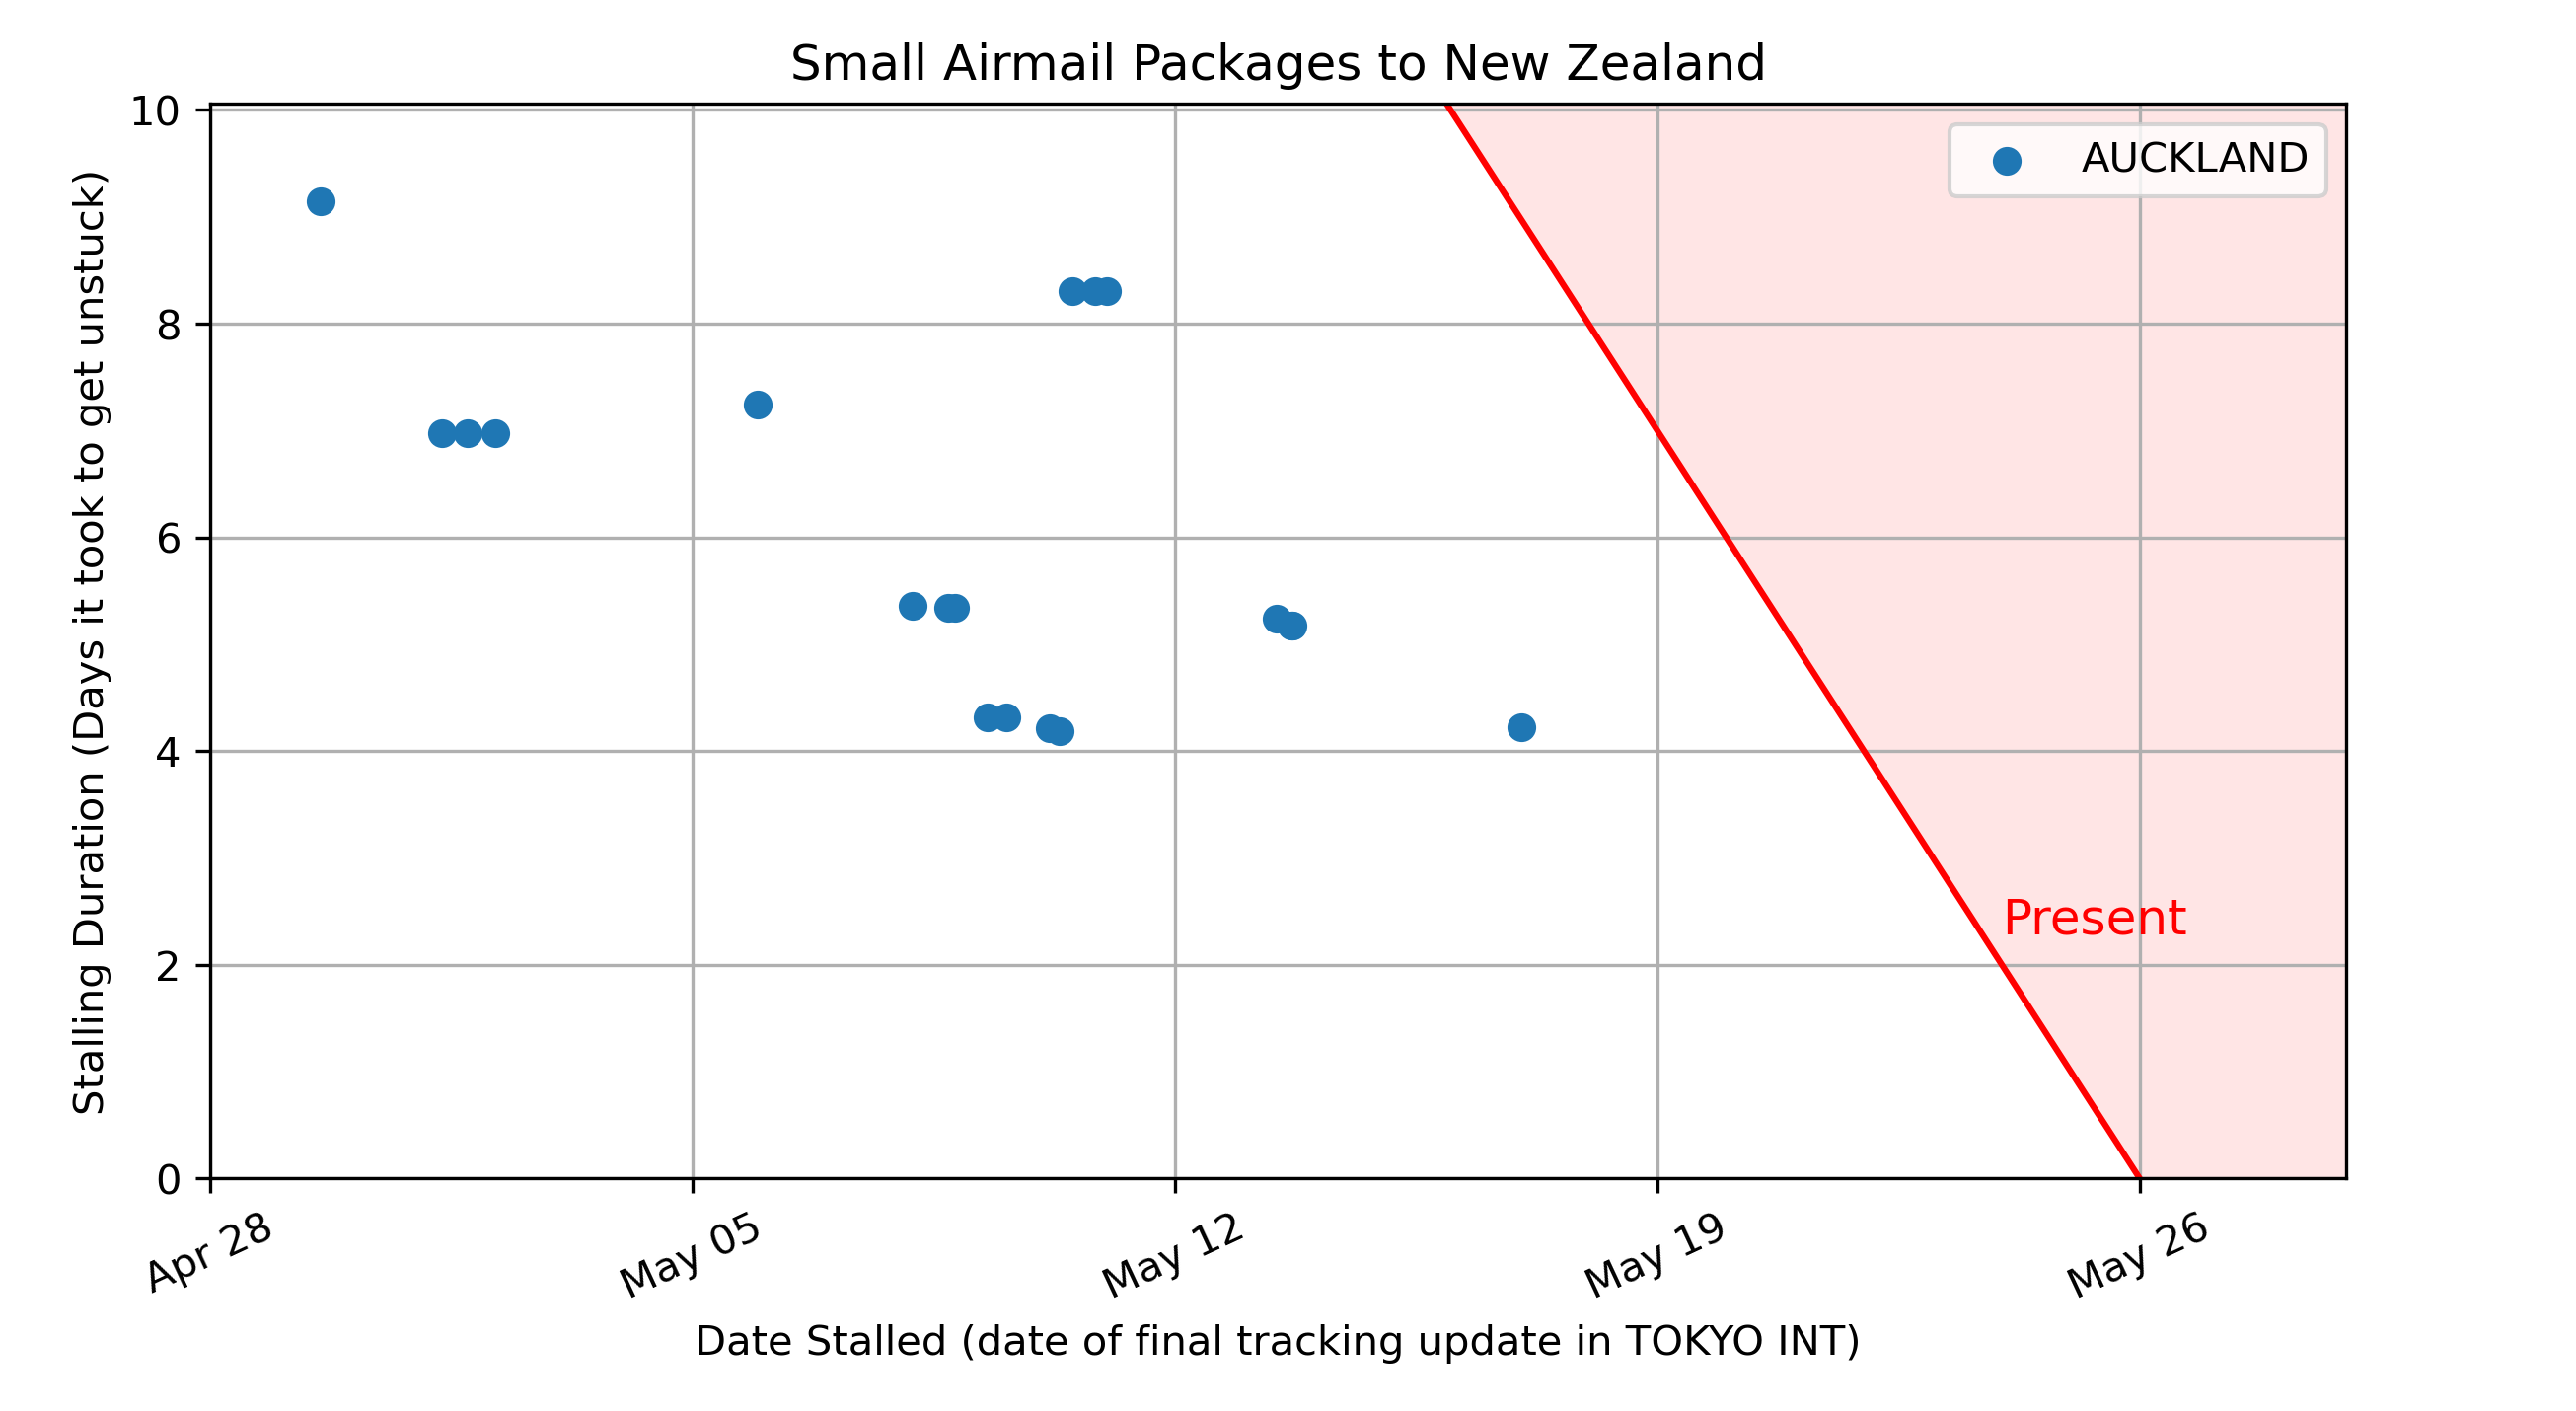 Small Airmail Packages to New Zealand
Stalling Duration (Days it took to get unstuck)
10
8
6
4
2
0
AUCKLAND
Present
Apr 28
May 05
May 12
May 19
May 26
Date Stalled (date of final tracking update in TOKYO INT)